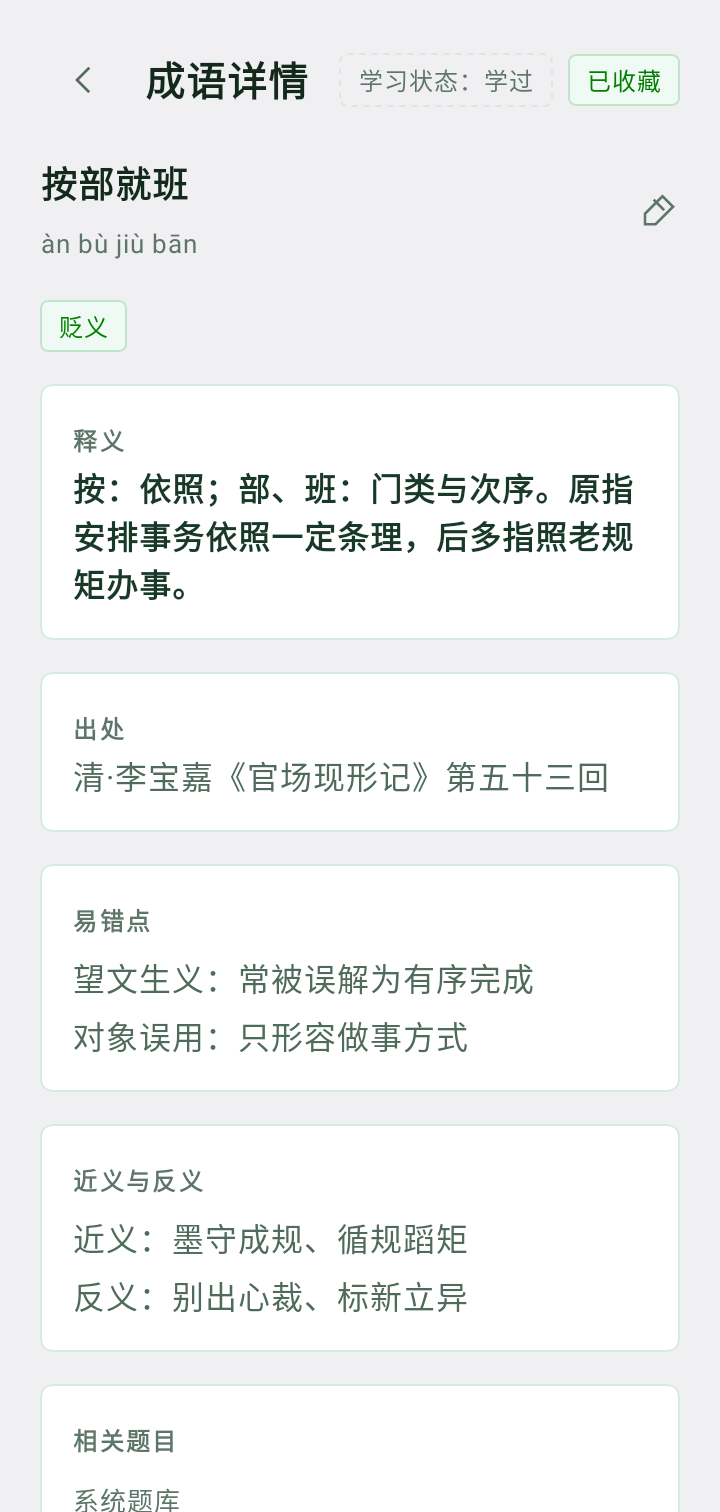 成语详情
学习状态：学过
已收藏
按部就班
àn bù jiù bān
贬义
释义
按：依照；部、班：门类与次序。原指
安排事务依照一定条理，后多指照老规
矩办事。
出处
清·李宝嘉《官场现形记》第五十三回
易错点
望文生义：常被误解为有序完成
对象误用：只形容做事方式
近义与反义
近义：墨守成规、循规蹈矩
反义：别出心裁、标新立异
相关题目
系统题库